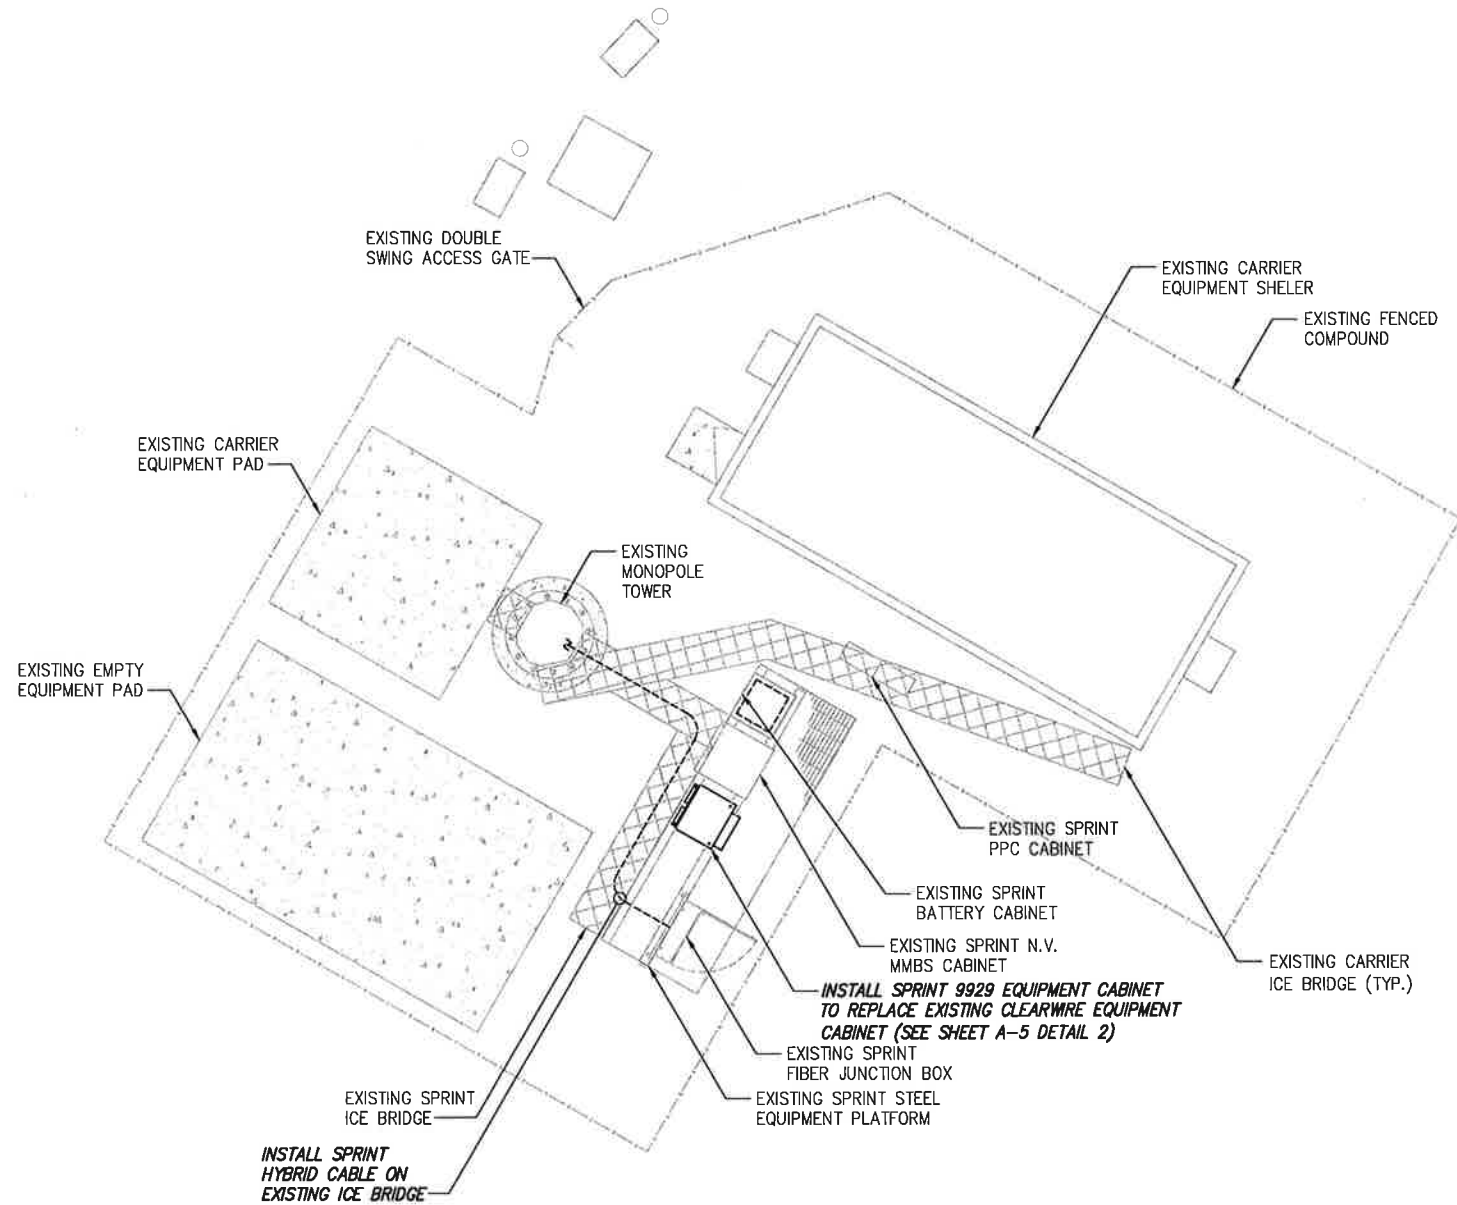 EXISTING DOUBLE
SWING ACCESS GATE
EXISTING CARRIER
EQUIPMENT SHELER
EXISTING FENCED
COMPOUND
EXISTING CARRIER
EQUIPMENT PAD
EXISTING
MONOPOLE
TOWER
EXISTING EMPTY
EQUIPMENT PAD
EXISTING SPRINT
PPC CABINET
EXISTING SPRINT
BATTERY CABINET
EXISTING SPRINT N.V.
MMBS CABINET
EXISTING CARRIER
ICE BRIDGE (TYP.)
INSTALL SPRINT 9929 EQUIPMENT CABINET
TO REPLACE EXISTING CLEARWIRE EQUIPMENT
CABINET (SEE SHEET A-5 DETAIL 2)
EXISTING SPRINT
FIBER JUNCTION BOX
EXISTING SPRINT STEEL
EQUIPMENT PLATFORM
EXISTING SPRINT
ICE BRIDGE
INSTALL SPRINT
HYBRID CABLE ON
EXISTING ICE BRIDGE